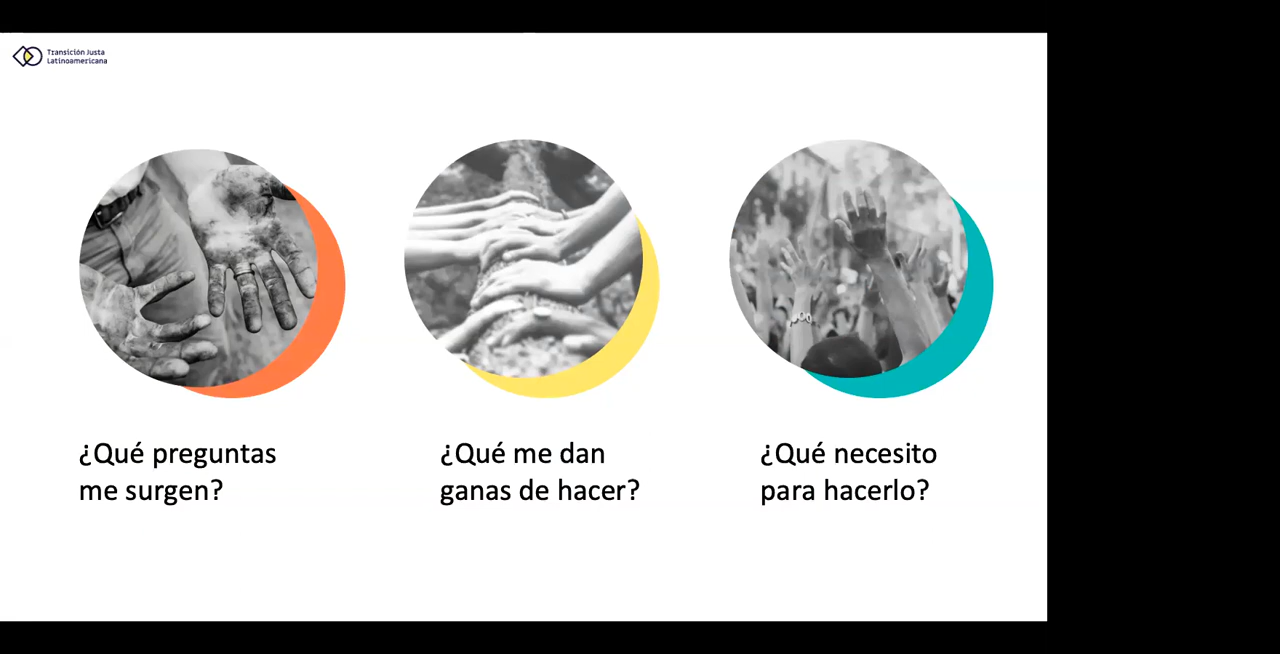 Transición Justa
Latinoamericana
¿Qué preguntas
me surgen?
¿Qué me dan
ganas de hacer?
¿Qué necesito
para hacerlo?